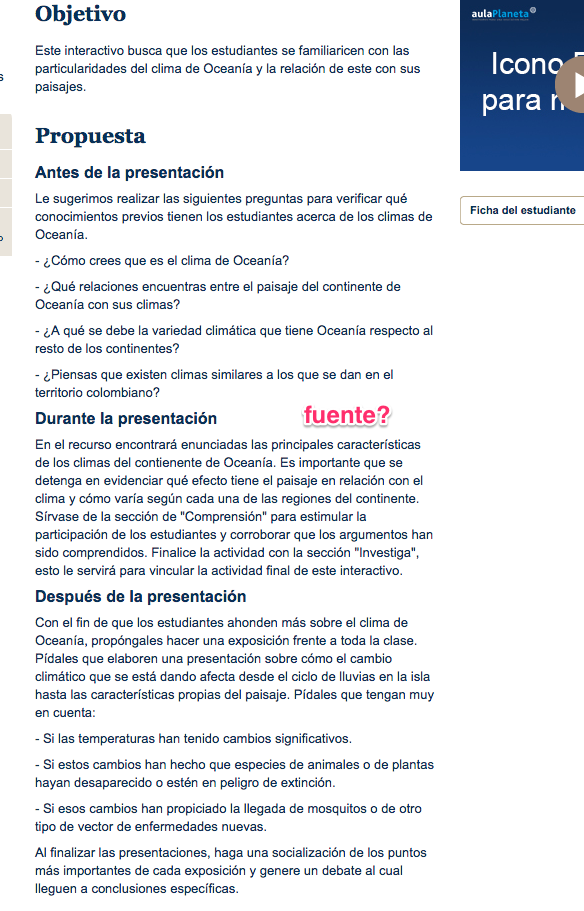 Objetivo
Este interactivo busca que los estudiantes se familiaricen con las
particularidades del clima de Oceanía y la relación de este con sus
paisajes.
Propuesta
Antes de la presentación
Le sugerimos realizar las siguientes preguntas para verificar qué
conocimientos previos tienen los estudiantes acerca de los climas de
Oceanía.
- ¿Cómo crees que es el clima de Oceanía?
- ¿Qué relaciones encuentras entre el paisaje del continente de
Oceanía con sus climas?
- ¿A qué se debe la variedad climática que tiene Oceanía respecto al
resto de los continentes?
- ¿Piensas que existen climas similares a los que se dan en el
territorio colombiano?
Durante la presentación
fuente?
En el recurso encontrará enunciadas las principales características
de los climas del contienente de Oceanía. Es importante que se
detenga en evidenciar qué efecto tiene el paisaje en relación con el
clima y cómo varía según cada una de las regiones del continente.
Sírvase de la sección de "Comprensión" para estimular la
participación de los estudiantes y corroborar que los argumentos han
sido comprendidos. Finalice la actividad con la sección "Investiga",
esto le servirá para vincular la actividad final de este interactivo.
Después de la presentación
Con el fin de que los estudiantes ahonden más sobre el clima de
Oceanía, propóngales hacer una exposición frente a toda la clase.
Pídales que elaboren una presentación sobre cómo el cambio
climático que se está dando afecta desde el ciclo de lluvias en la isla
hasta las características propias del paisaje. Pídales que tengan muy
en cuenta:
- Si las temperaturas han tenido cambios significativos.
- Si estos cambios han hecho que especies de animales o de plantas
hayan desaparecido o estén en peligro de extinción.
- Si esos cambios han propiciado la llegada de mosquitos o de otro
tipo de vector de enfermedades nuevas.
Al finalizar las presentaciones, haga una socialización de los puntos
más importantes de cada exposición y genere un debate al cual
lleguen a conclusiones específicas.
aulaPlaneta
Icono
para
Ficha del estudiante